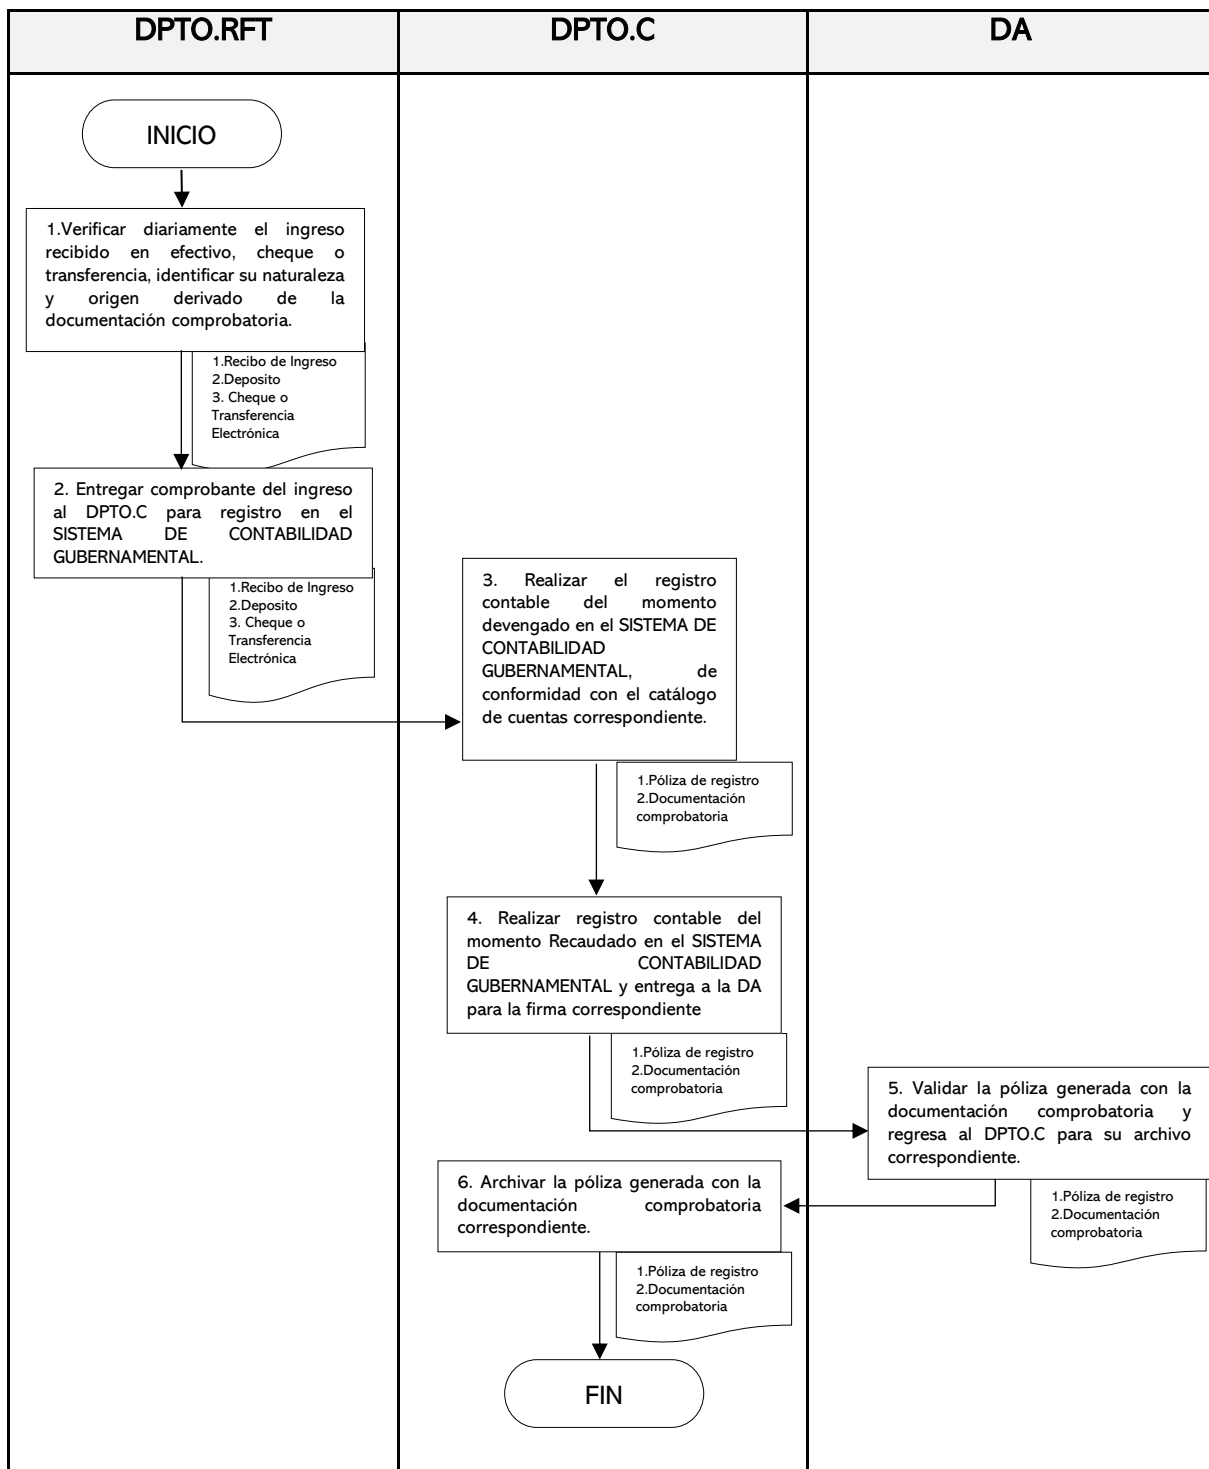 DPTO.RFT
DPTO.C
DA
INICIO
1.Verificar diariamente el ingreso
recibido en efectivo, cheque o
transferencia, identificar su naturaleza
y origen derivado de la
documentación comprobatoria.
1.Recibo de Ingreso
2.Deposito
3. Cheque o
Transferencia
Electrónica
2. Entregar comprobante del ingreso
al DPTO.C para registro en el
SISTEMA DE CONTABILIDAD
GUBERNAMENTAL.
1.Recibo de Ingreso
2.Deposito
3. Cheque o
Transferencia
Electrónica
3. Realizar el registro
contable del momento
devengado en el SISTEMA DE
CONTABILIDAD
GUBERNAMENTAL, de
conformidad con el catálogo
de cuentas correspondiente.
1.Póliza de registro
2.Documentación
comprobatoria
4. Realizar registro contable del
momento Recaudado en el SISTEMA
DE CONTABILIDAD
GUBERNAMENTAL y entrega a la DA
para la firma correspondiente
1.Póliza de registro
2.Documentación
comprobatoria
5. Validar la póliza generada con la
documentación comprobatoria y
regresa al DPTO.C para su archivo
correspondiente.
1.Póliza de registro
2.Documentación
comprobatoria
6. Archivar la póliza generada con la
documentación comprobatoria
correspondiente.
1.Póliza de registro
2.Documentación
comprobatoria
FIN